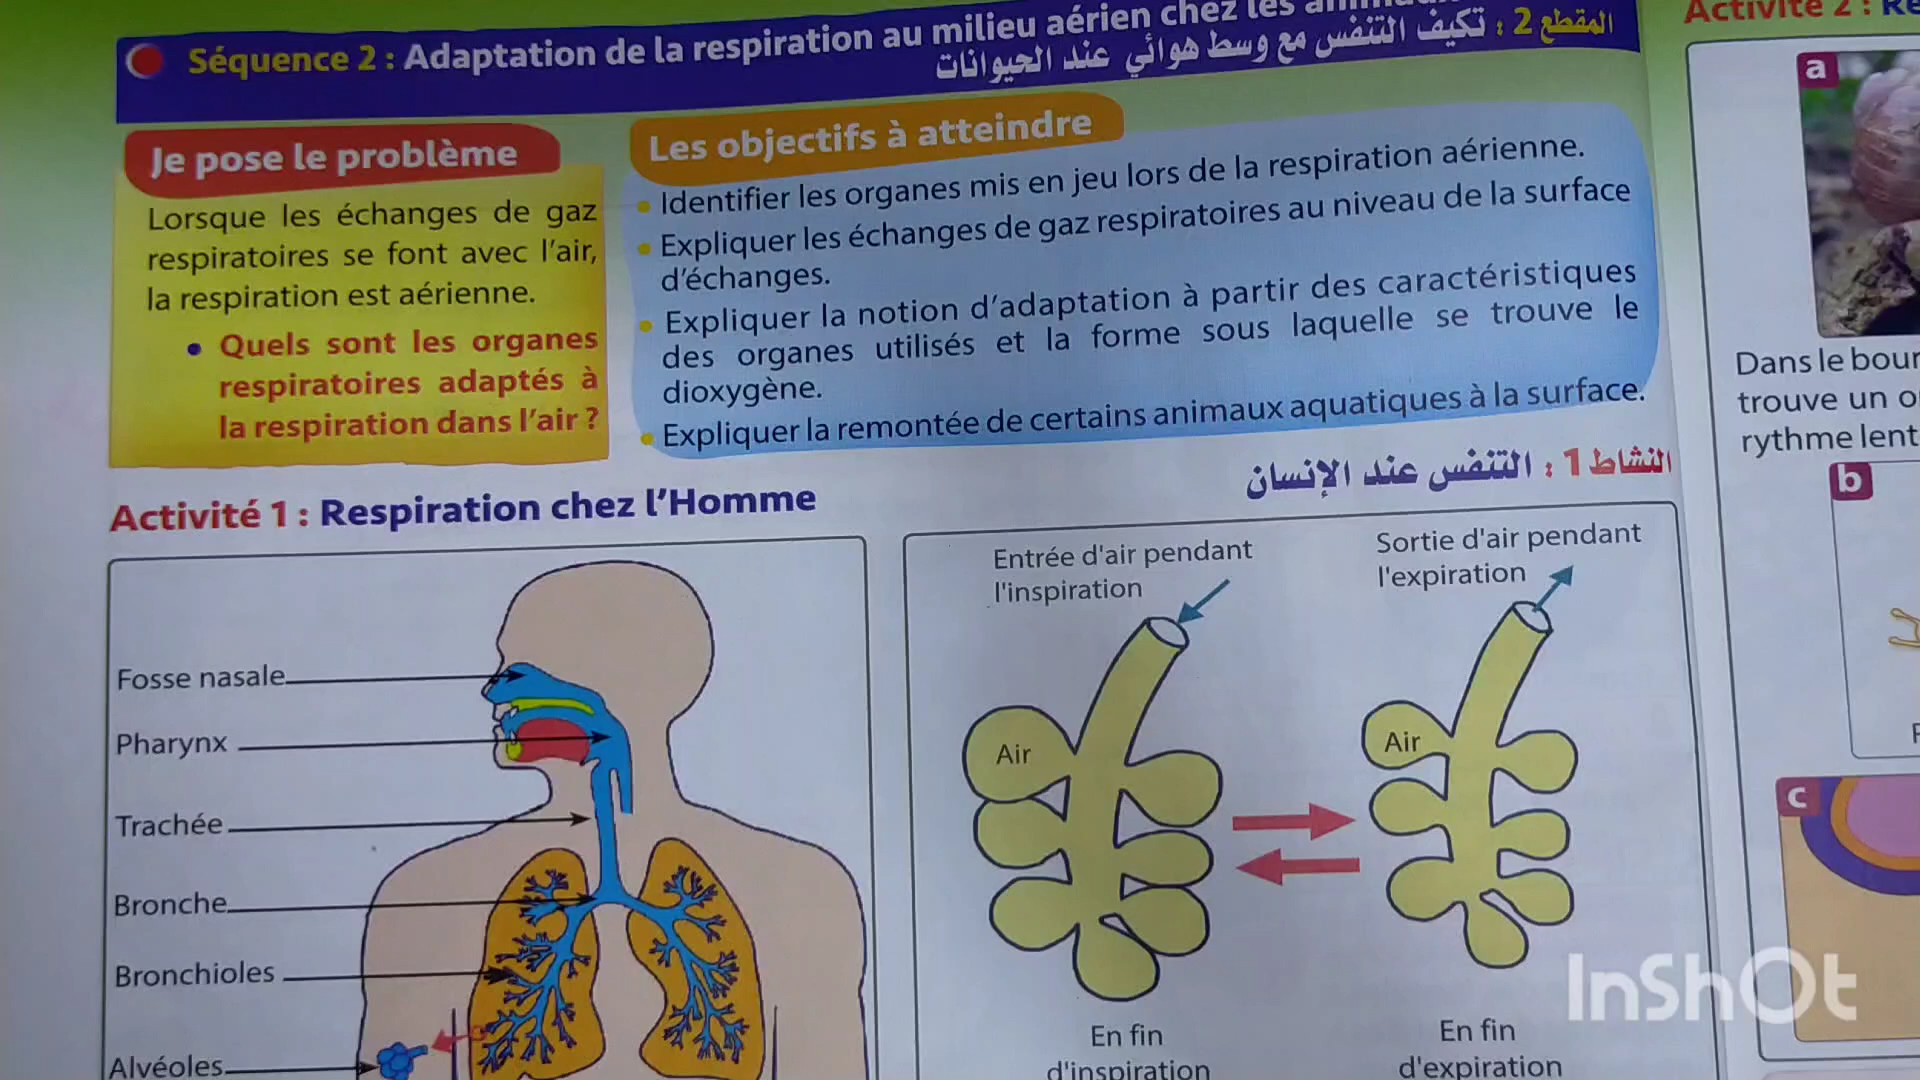 Séquence 2 : Adaptation de la respiration au milieu aérien chez les
المقطع 2 : تكيف التنفس مع وسط هوائي عند الحيوانات
Je pose le problème
Lorsque les échanges de gaz
respiratoires se font avec l'air,
la respiration est aérienne.
• Quels sont les organes
respiratoires adaptés à
la respiration dans l'air ?
Les objectifs à atteindre
• Identifier les organes mis en jeu lors de la respiration aérienne.
• Expliquer les échanges de gaz respiratoires au niveau de la surface
d'échanges.
• Expliquer la notion d'adaptation à partir des caractéristiques
des organes utilisés et la forme sous laquelle se trouve le
dioxygène.
• Expliquer la remontée de certains animaux aquatiques à la surface.
Activité 1 : Respiration chez l'Homme
النشاط 1 : التنفس عند الإنسان
Fosse nasale
Pharynx
Trachée
Bronche
Bronchioles
Alvéoles
Entrée d'air pendant
l'inspiration
Sortie d'air pendant
l'expiration
Air
Air
En fin
d'inspiration
En fin
d'expiration
Activité 2 :
a
Dans le
trouve un
rythme lent
b
c
InShOt